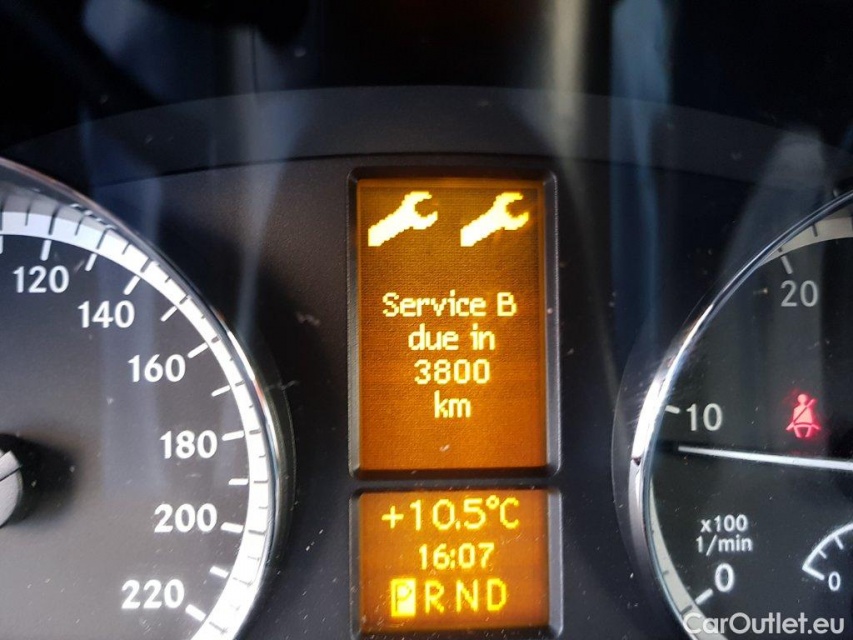 120
140
160
180
200
220
Service B
due in
3800
km
+10.5°C
16:07
PRND
20
10
x100
1/min
0
0
CarOutlet.eu